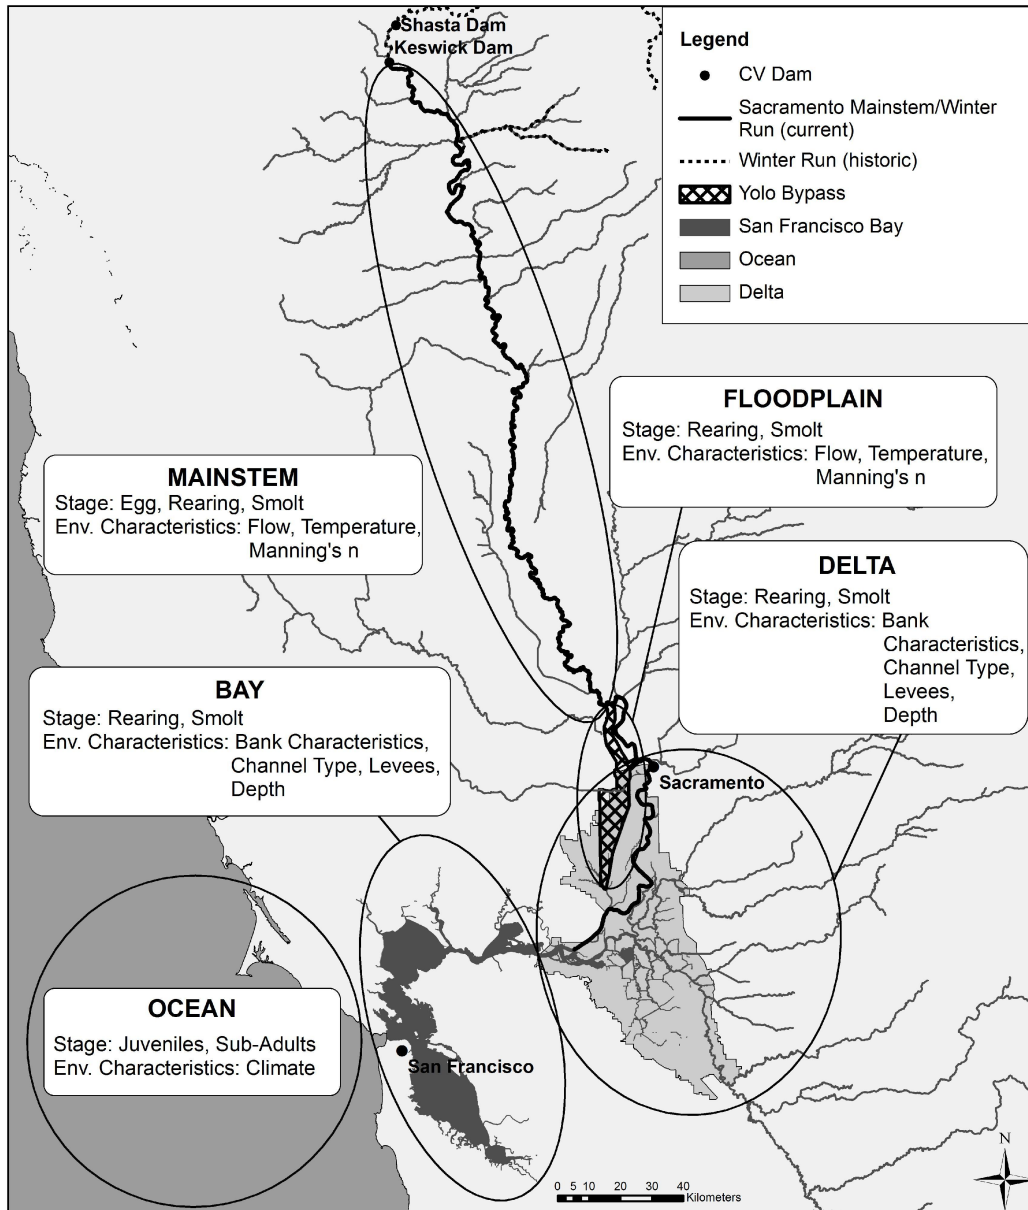 Shasta Dam
Keswick Dam
Legend
CV Dam
Sacramento Mainstem/Winter
Run (current)
Winter Run (historic)
Yolo Bypass
San Francisco Bay
Ocean
Delta
FLOODPLAIN
Stage: Rearing, Smolt
Env. Characteristics: Flow, Temperature,
Manning's n
MAINSTEM
Stage: Egg, Rearing, Smolt
Env. Characteristics: Flow, Temperature,
Manning's n
DELTA
Stage: Rearing, Smolt
Env. Characteristics: Bank
Characteristics,
Channel Type,
Levees,
Depth
BAY
Stage: Rearing, Smolt
Env. Characteristics: Bank Characteristics,
Channel Type, Levees,
Depth
Sacramento
OCEAN
Stage: Juveniles, Sub-Adults
Env. Characteristics: Climate
San Francisco
N
0 5 10 20 30 40
Kilometers